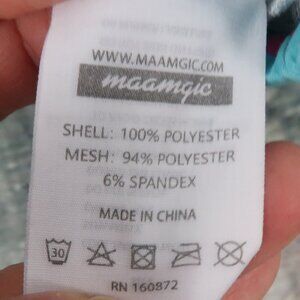 WWW.MAAMGIC.COM
maamgic
SHELL: 100% POLYESTER
MESH: 94% POLYESTER
6% SPANDEX
MADE IN CHINA
30
RN 160872